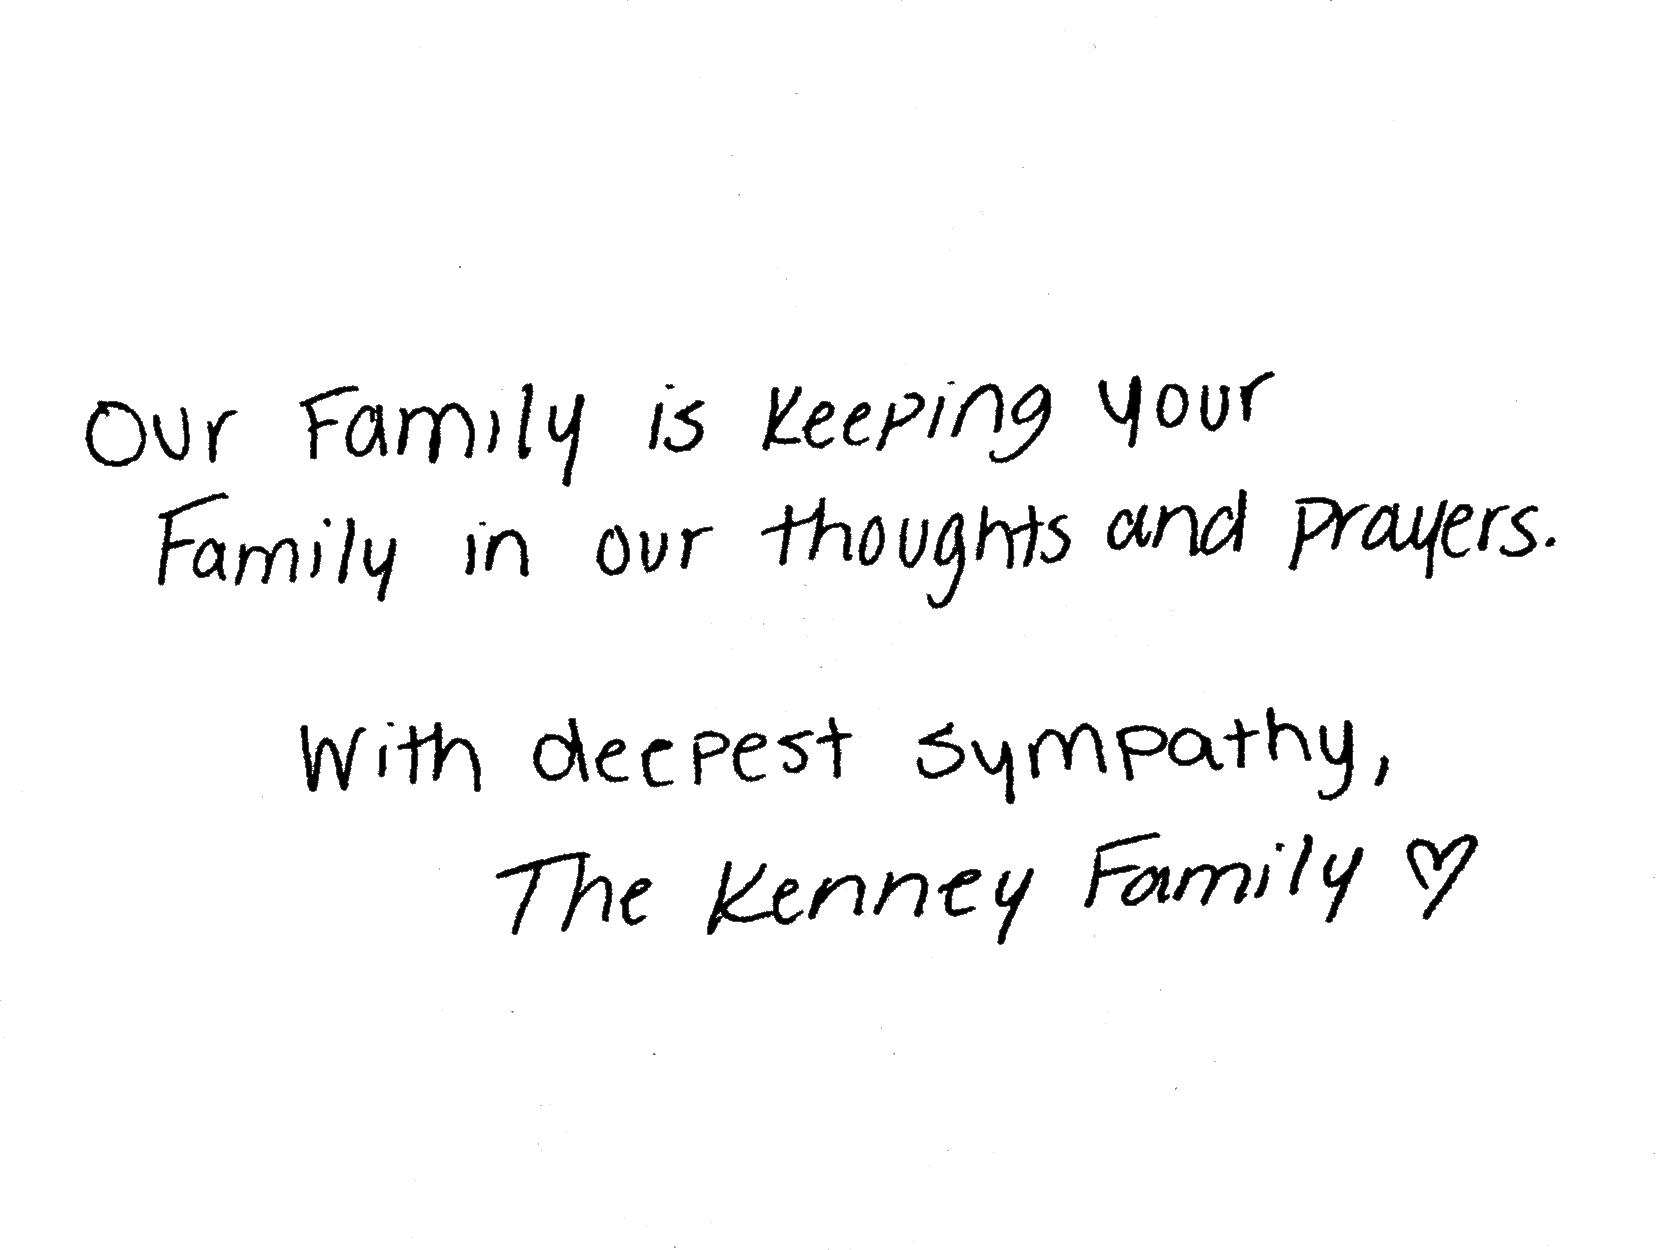 Our Family is Keeping your
Family in our thoughts and prayers.
With deepest sympathy,
The Kenney Family ♡